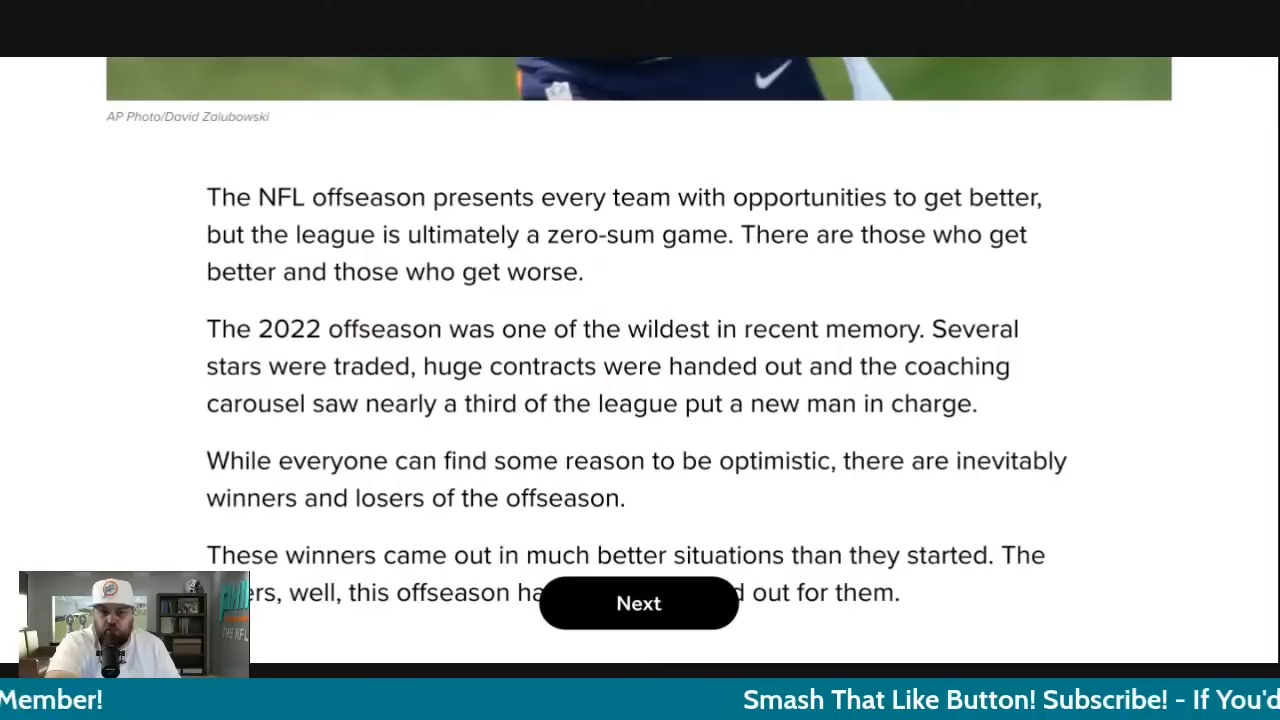 AP Photo/David Zalubowski
The NFL offseason presents every team with opportunities to get better,
but the league is ultimately a zero-sum game. There are those who get
better and those who get worse.
The 2022 offseason was one of the wildest in recent memory. Several
stars were traded, huge contracts were handed out and the coaching
carousel saw nearly a third of the league put a new man in charge.
While everyone can find some reason to be optimistic, there are inevitably
winners and losers of the offseason.
These winners came out in much better situations than they started. The
ers, well, this offseason ha d out for them.
Next
THE NFL
Member!
Smash That Like Button! Subscribe! - If You'd